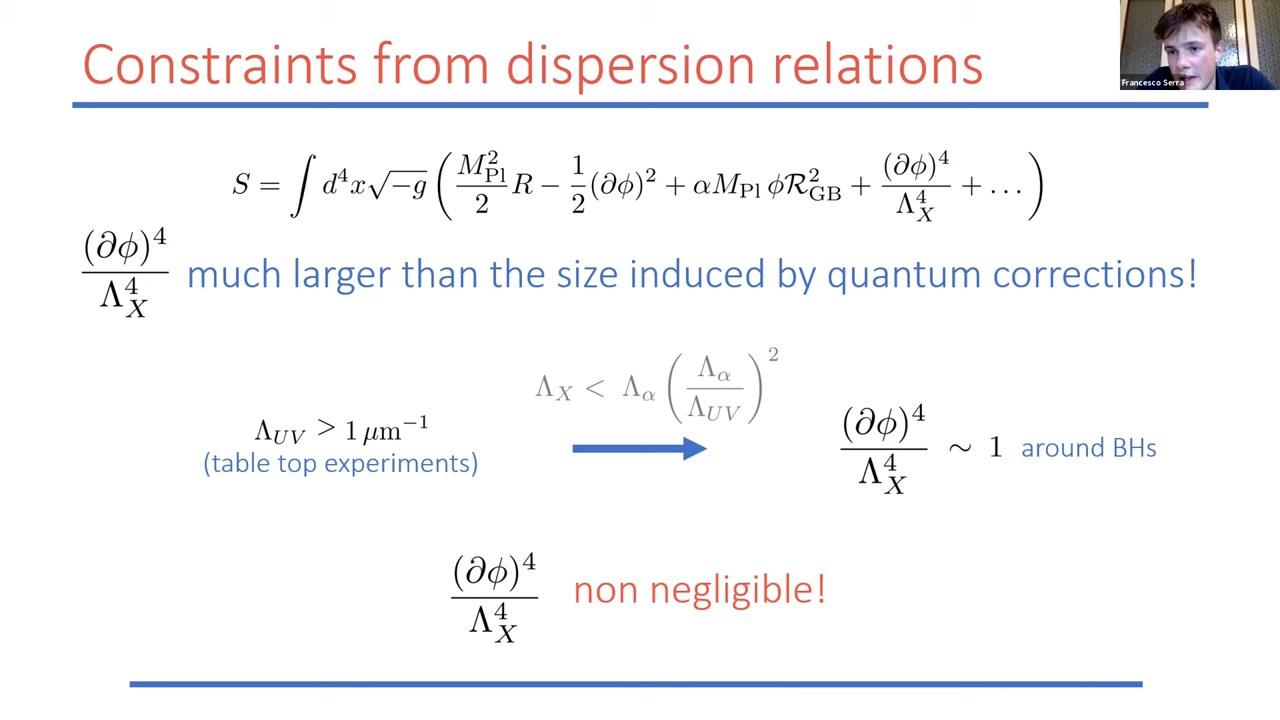 Constraints from dispersion relations
Francesco Serra
S = ∫ d⁴x√−g ( M²_Pl/2 R − 1/2 (∂ϕ)² + αM_Pl ϕR²_GB + (∂ϕ)⁴/Λ⁴_X + … )
(∂ϕ)⁴/Λ⁴_X much larger than the size induced by quantum corrections!
Λ_X < Λ_α (Λ_α/Λ_UV)²
Λ_UV > 1 μm⁻¹
(table top experiments)
(∂ϕ)⁴/Λ⁴_X ∼ 1 around BHs
(∂ϕ)⁴/Λ⁴_X non negligible!